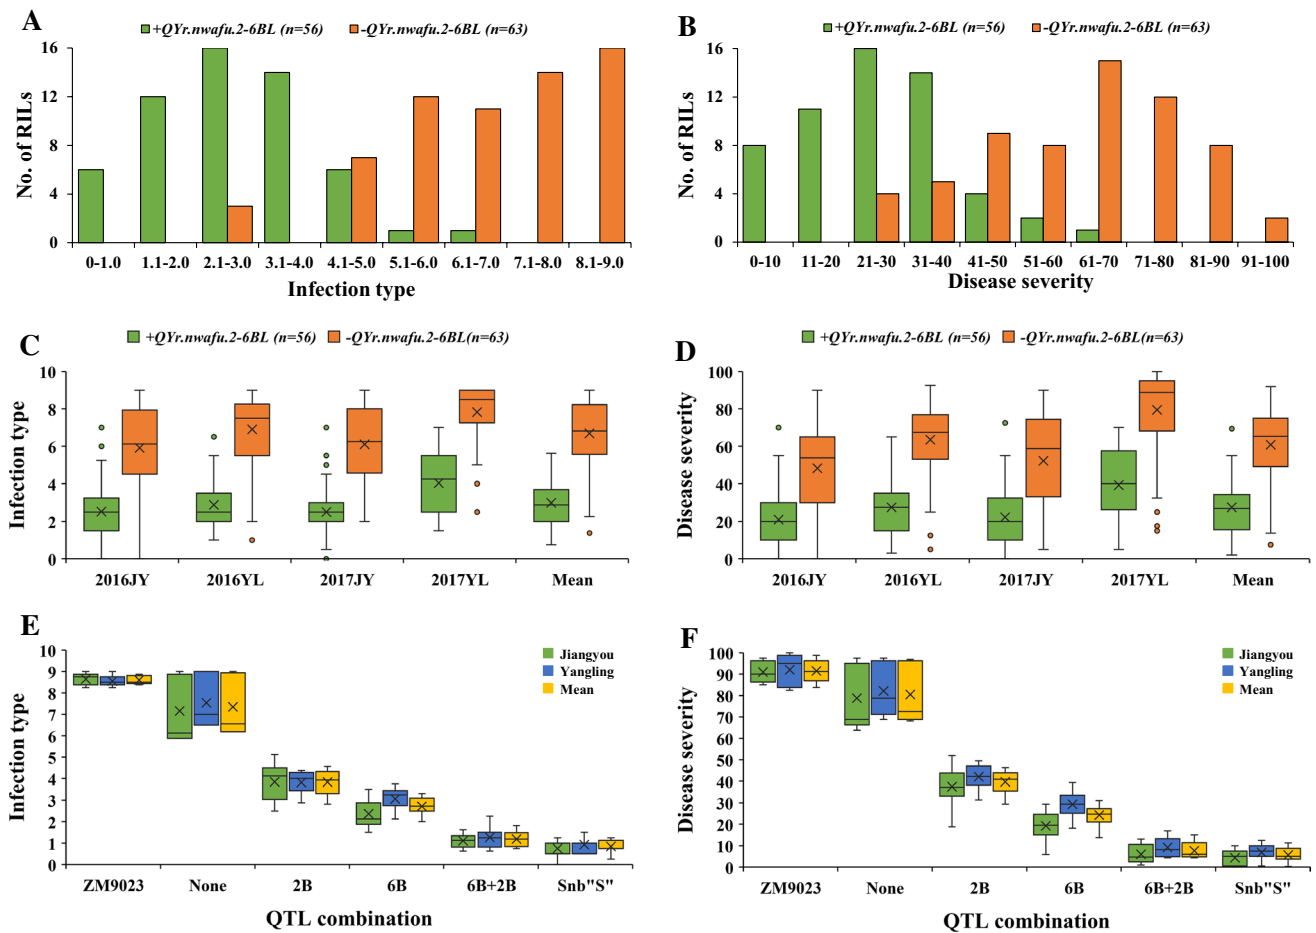 A
+QYr.nwafu.2-6BL (n=56) -QYr.nwafu.2-6BL (n=63)
No. of RILs
16
12
8
4
0
0-1.0 1.1-2.0 2.1-3.0 3.1-4.0 4.1-5.0 5.1-6.0 6.1-7.0 7.1-8.0 8.1-9.0
Infection type
B
+QYr.nwafu.2-6BL (n=56) -QYr.nwafu.2-6BL (n=63)
No. of RILs
16
12
8
4
0
0-10 11-20 21-30 31-40 41-50 51-60 61-70 71-80 81-90 91-100
Disease severity
C
+QYr.nwafu.2-6BL (n=56) -QYr.nwafu.2-6BL(n=63)
Infection type
10
8
6
4
2
0
2016JY 2016YL 2017JY 2017YL Mean
D
+QYr.nwafu.2-6BL (n=56) -QYr.nwafu.2-6BL (n=63)
Disease severity
100
80
60
40
20
0
2016JY 2016YL 2017JY 2017YL Mean
E
Jiangyou
Yangling
Mean
Infection type
10
9
8
7
6
5
4
3
2
1
0
ZM9023 None 2B 6B 6B+2B Snb"S"
QTL combination
F
Jiangyou
Yangling
Mean
Disease severity
100
90
80
70
60
50
40
30
20
10
0
ZM9023 None 2B 6B 6B+2B Snb"S"
QTL combination